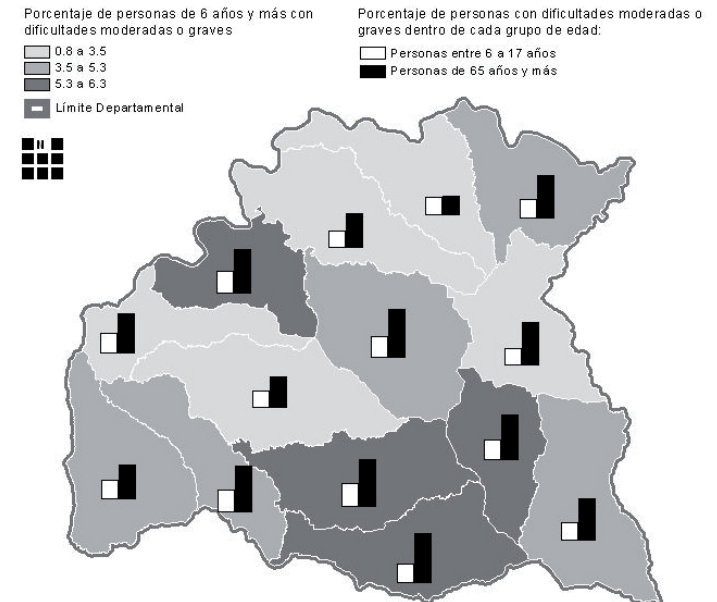 Porcentaje de personas de 6 años y más con
dificultades moderadas o graves
0.8 a 3.5
3.5 a 5.3
5.3 a 6.3
Límite Departamental
Porcentaje de personas con dificultades moderadas o
graves dentro de cada grupo de edad:
Personas entre 6 a 17 años
Personas de 65 años y más